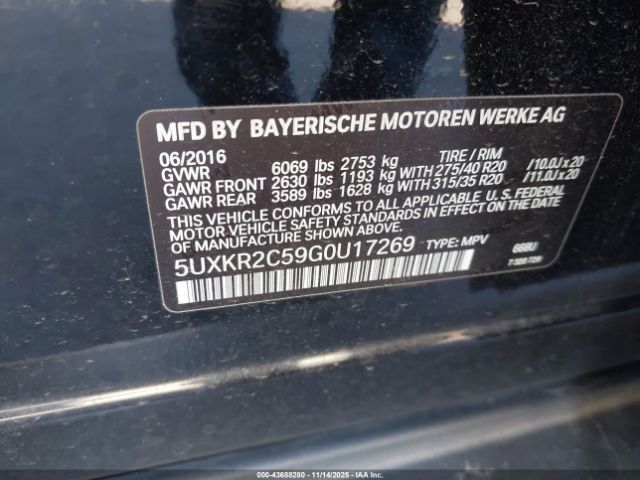 MFD BY BAYERISCHE MOTOREN WERKE AG
06/2016 TIRE / RIM
GVWR 6069 lbs 2753 kg
GAWR FRONT 2630 lbs 1193 kg WITH 275/40 R20 /10.0J x 20
GAWR REAR 3589 lbs 1628 kg WITH 315/35 R20 /11.0J x 20
THIS VEHICLE CONFORMS TO ALL APPLICABLE U.S. FEDERAL
MOTOR VEHICLE SAFETY STANDARDS IN EFFECT ON THE DATE
OF MANUFACTURE SHOWN ABOVE.
5UXKR2C59G0U17269 TYPE: MPV 668U
000-43688280 - 11/14/2025 - IAAI.com